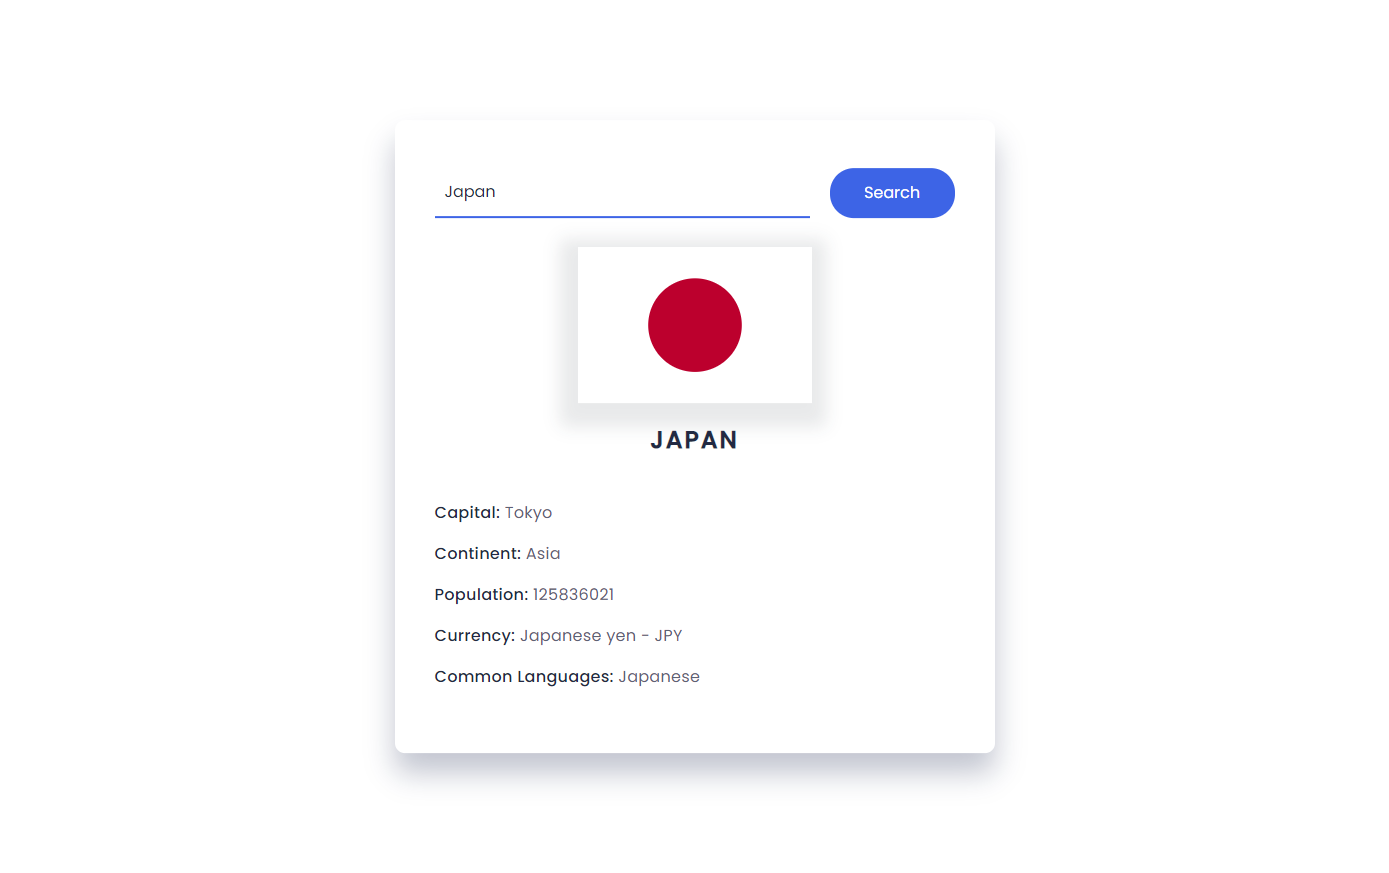 Japan
Search
JAPAN
Capital: Tokyo
Continent: Asia
Population: 125836021
Currency: Japanese yen - JPY
Common Languages: Japanese